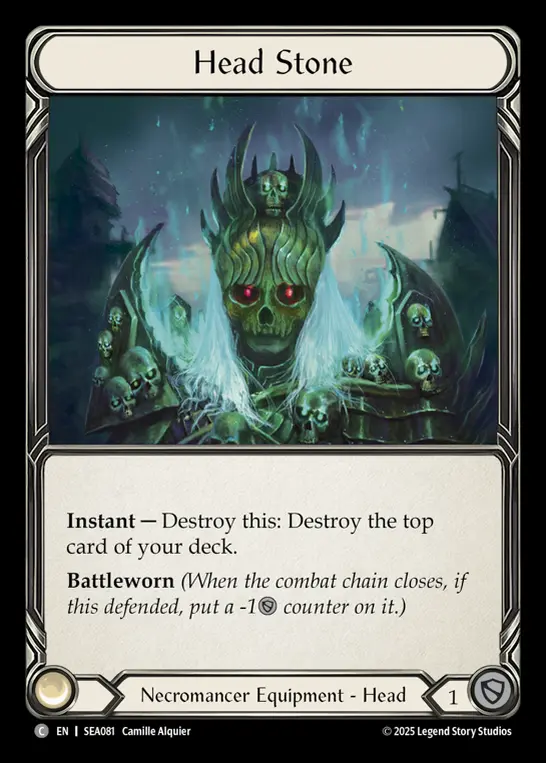 Head Stone
Instant — Destroy this: Destroy the top
card of your deck.
Battleworn (When the combat chain closes, if
this defended, put a -1 counter on it.)
Necromancer Equipment - Head
1
C EN | SEA081 Camille Alquier
© 2025 Legend Story Studios